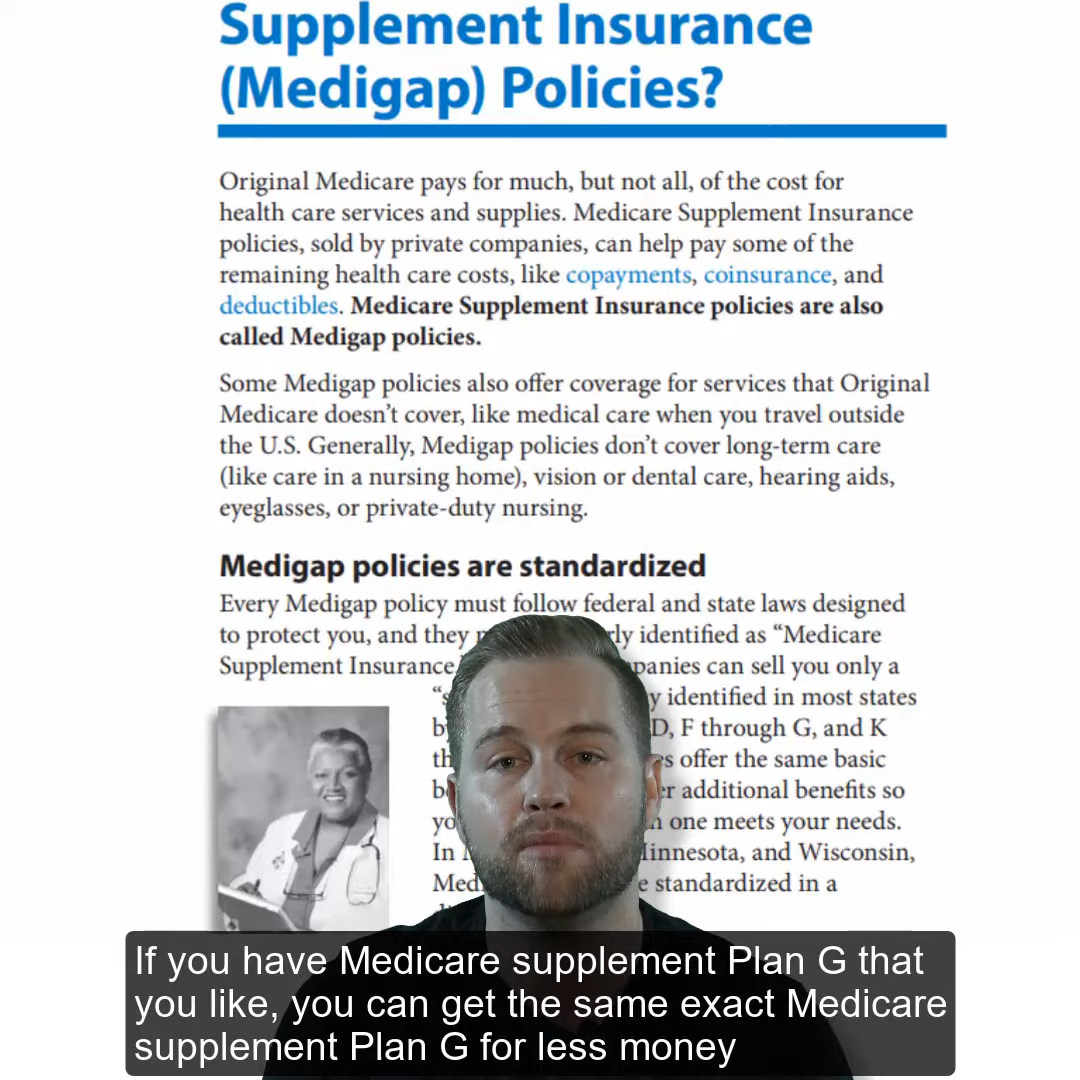 Supplement Insurance
(Medigap) Policies?
Original Medicare pays for much, but not all, of the cost for
health care services and supplies. Medicare Supplement Insurance
policies, sold by private companies, can help pay some of the
remaining health care costs, like copayments, coinsurance, and
deductibles. Medicare Supplement Insurance policies are also
called Medigap policies.
Some Medigap policies also offer coverage for services that Original
Medicare doesn’t cover, like medical care when you travel outside
the U.S. Generally, Medigap policies don’t cover long-term care
(like care in a nursing home), vision or dental care, hearing aids,
eyeglasses, or private-duty nursing.
Medigap policies are standardized
Every Medigap policy must follow federal and state laws designed
to protect you, and they identified as “Medicare
Supplement Insurance can sell you only a
identified in most states
D, F through G, and K
offer the same basic
additional benefits so
one meets your needs.
In Minnesota, and Wisconsin,
standardized in a
If you have Medicare supplement Plan G that
you like, you can get the same exact Medicare
supplement Plan G for less money